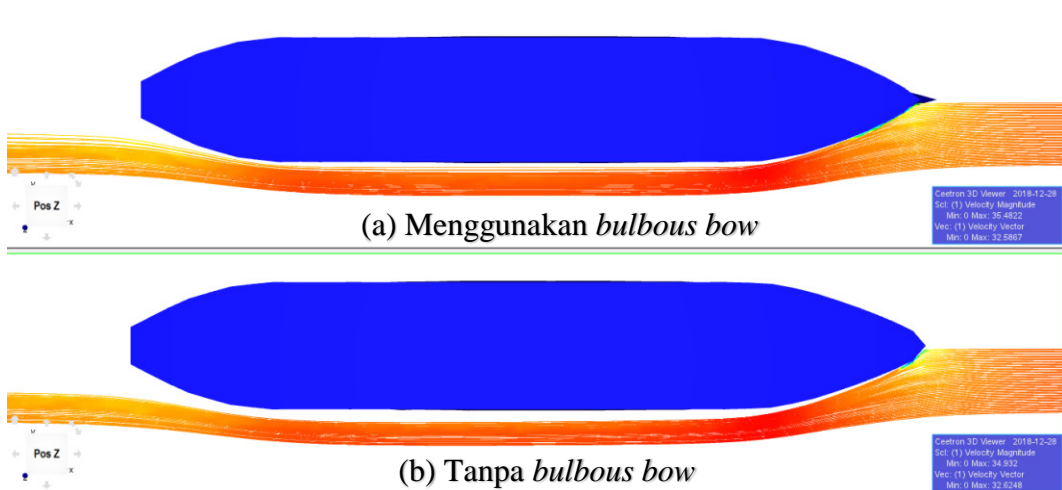 Pos Z
x
Ceetron 3D Viewer 2018-12-28
Scl: (1) Velocity Magnitude
Min: 0 Max: 35.4822
Vec: (1) Velocity Vector
Min: 0 Max: 32.5867
(a) Menggunakan bulbous bow
Pos Z
x
Ceetron 3D Viewer 2018-12-28
Scl: (1) Velocity Magnitude
Min: 0 Max: 34.932
Vec: (1) Velocity Vector
Min: 0 Max: 32.6248
(b) Tanpa bulbous bow